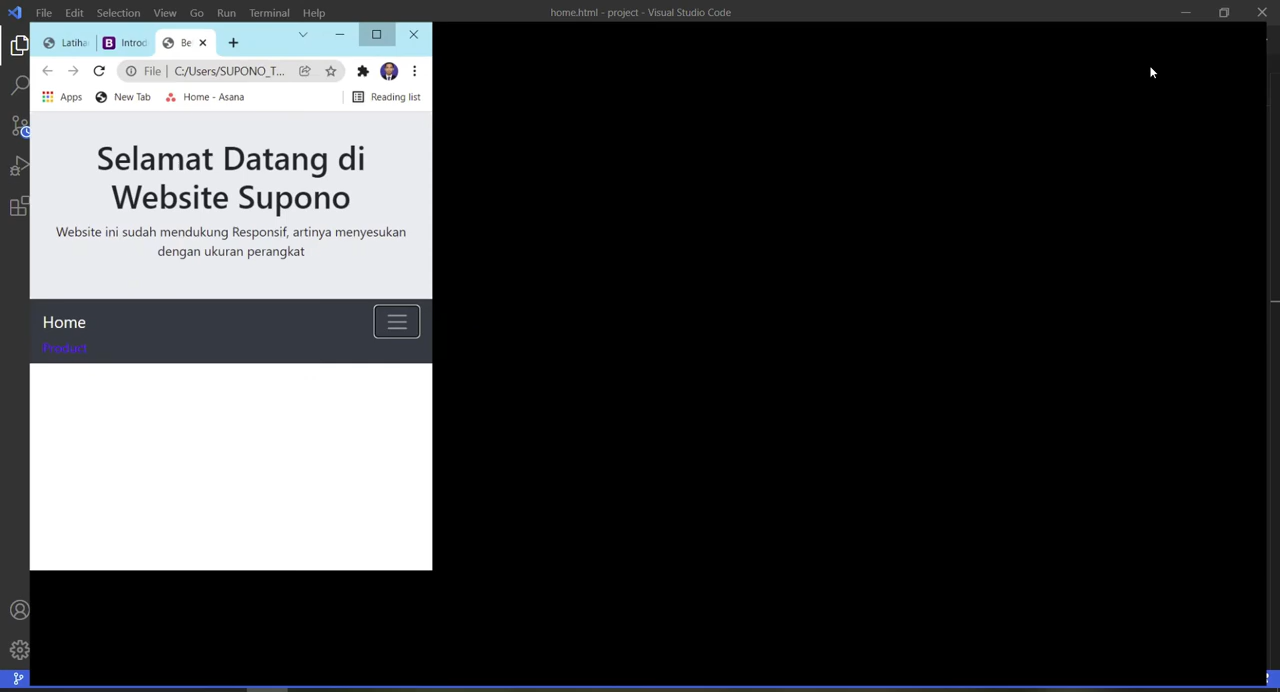 File Edit Selection View Go Run Terminal Help
home.html - project - Visual Studio Code
Latiha Introd Be
File C:/Users/SUPONO_T...
Apps New Tab Home - Asana Reading list
Selamat Datang di
Website Supono
Website ini sudah mendukung Responsif, artinya menyesukan
dengan ukuran perangkat
Home
Product